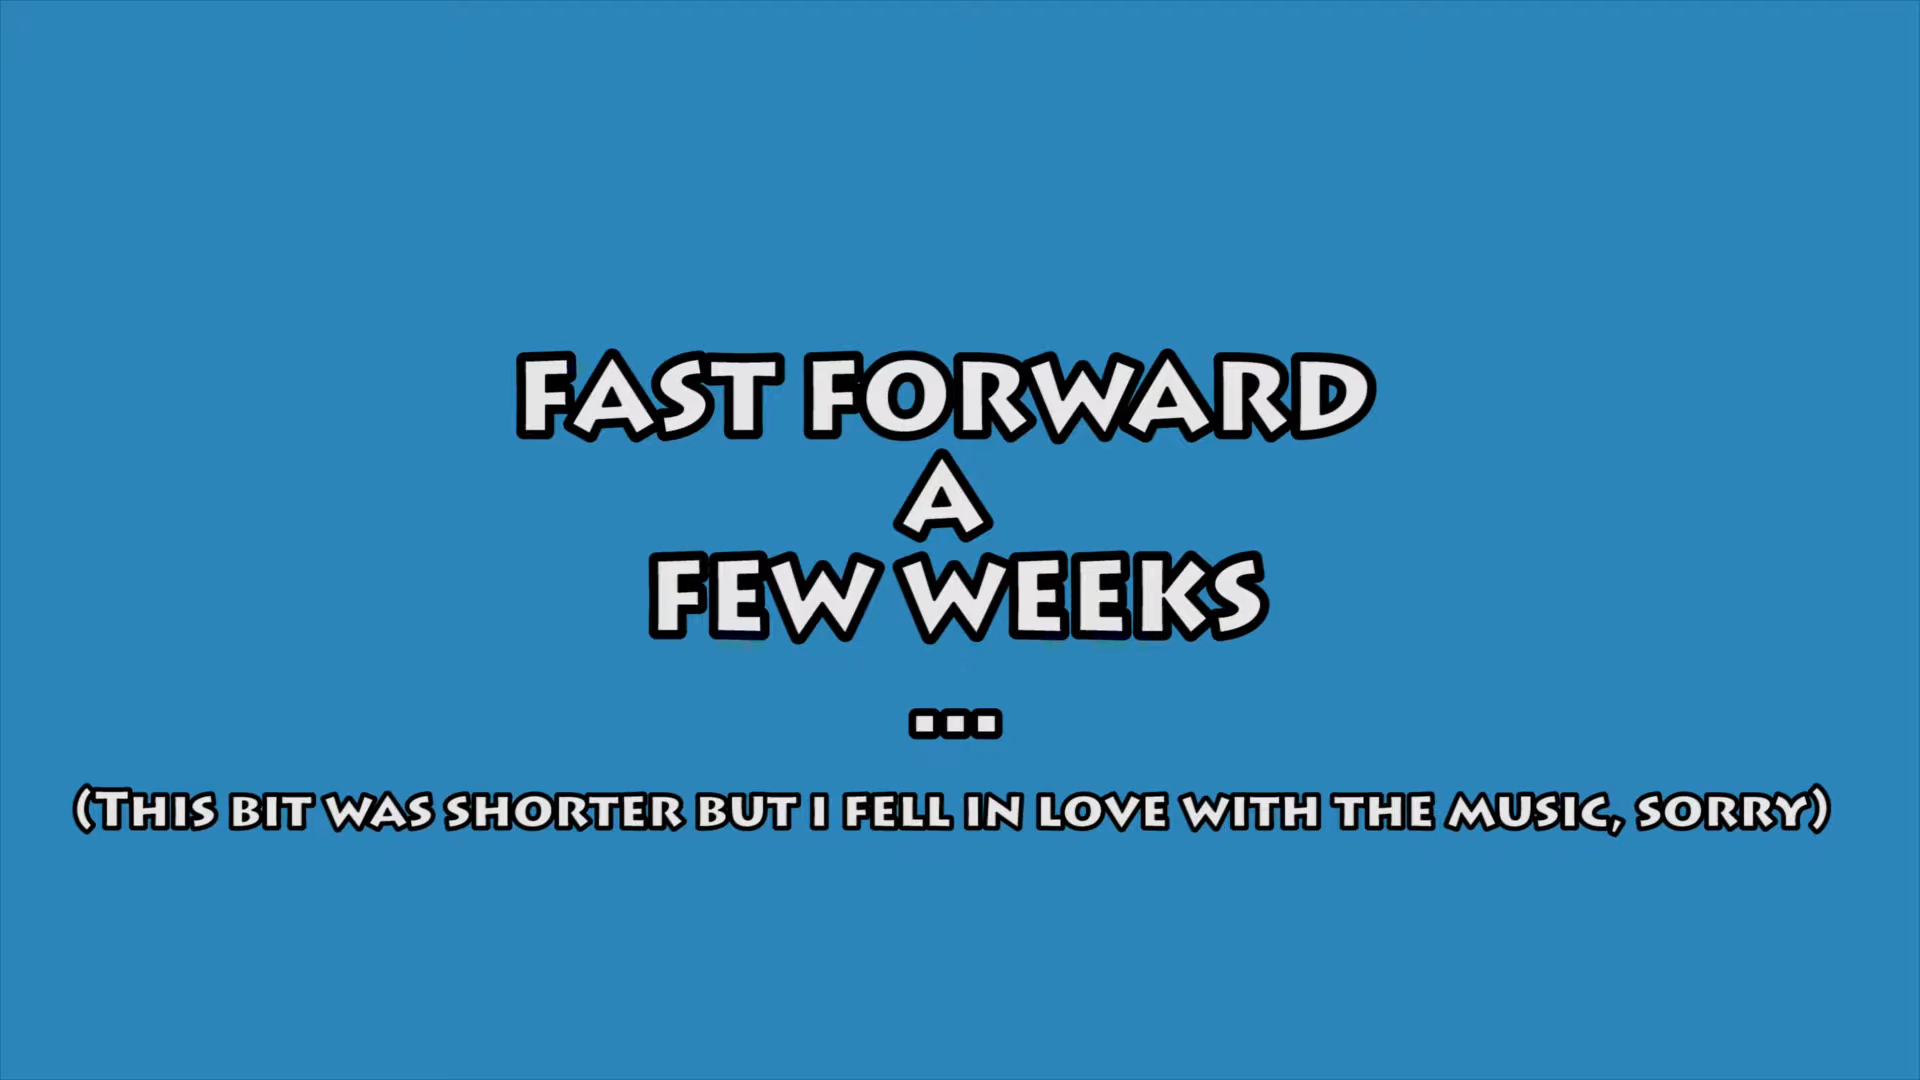 FAST FORWARD
A
FEW WEEKS
...
(This bit was shorter but I fell in love with the music, sorry)